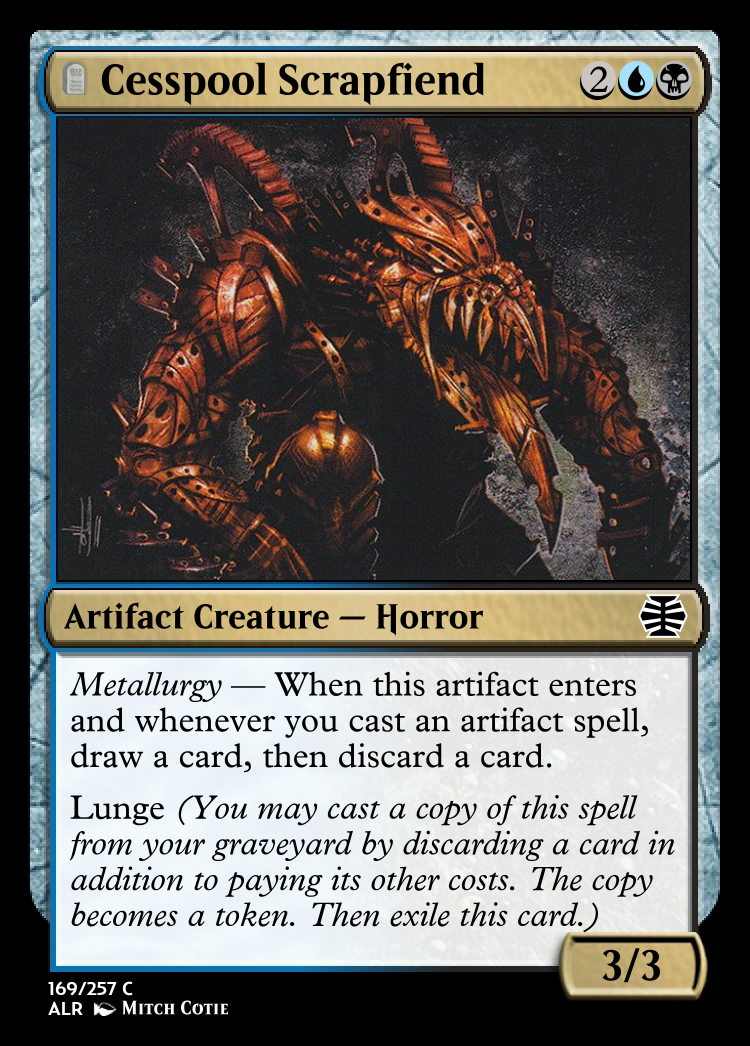 Cesspool Scrapfiend 2
Artifact Creature — Horror
Metallurgy — When this artifact enters
and whenever you cast an artifact spell,
draw a card, then discard a card.
Lunge (You may cast a copy of this spell
from your graveyard by discarding a card in
addition to paying its other costs. The copy
becomes a token. Then exile this card.)
3/3
169/257 C
ALR Mitch Cotie